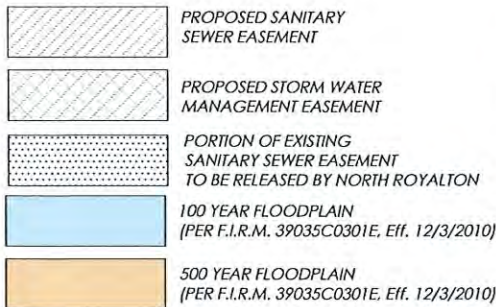 PROPOSED SANITARY
SEWER EASEMENT
PROPOSED STORM WATER
MANAGEMENT EASEMENT
PORTION OF EXISTING
SANITARY SEWER EASEMENT
TO BE RELEASED BY NORTH ROYALTON
100 YEAR FLOODPLAIN
(PER F.I.R.M. 39035C0301E, Eff. 12/3/2010)
500 YEAR FLOODPLAIN
(PER F.I.R.M. 39035C0301E, Eff. 12/3/2010)